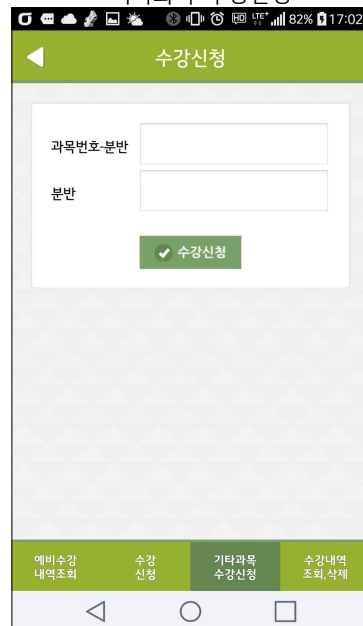 HD LTE+ 82% 17:02
수강신청
과목번호-분반
분반
수강신청
예비수강 수강 기타과목 수강내역
내역조회 신청 수강신청 조회,삭제